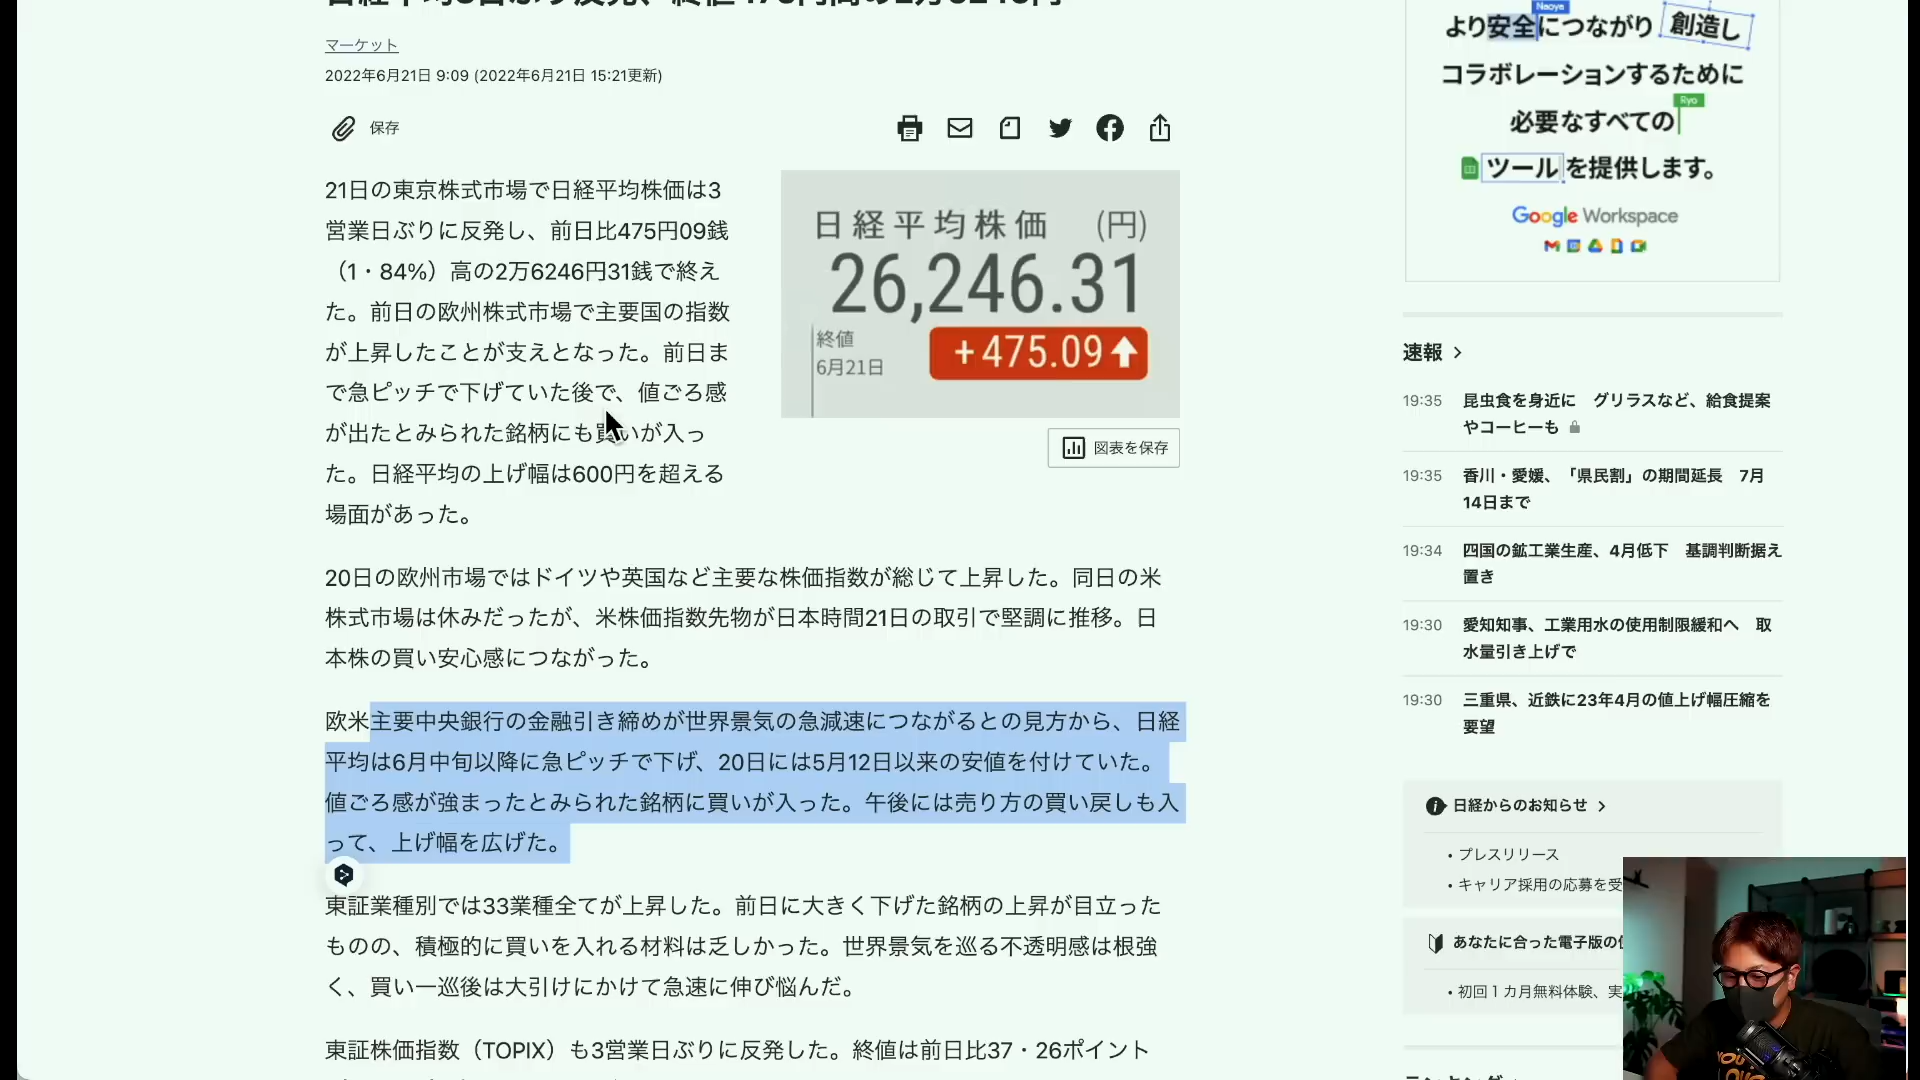 マーケット
2022年6月21日 9:09 (2022年6月21日 15:21更新)
保存
21日の東京株式市場で日経平均株価は3
営業日ぶりに反発し、前日比475円09銭
（1・84%）高の2万6246円31銭で終え
た。前日の欧州株式市場で主要国の指数
が上昇したことが支えとなった。前日ま
で急ピッチで下げていた後で、値ごろ感
が出たとみられた銘柄にも買いが入っ
た。日経平均の上げ幅は600円を超える
場面があった。
日経平均株価 (円)
26,246.31
終値
6月21日
+475.09
図表を保存
20日の欧州市場ではドイツや英国など主要な株価指数が総じて上昇した。同日の米
株式市場は休みだったが、米株価指数先物が日本時間21日の取引で堅調に推移。日
本株の買い安心感につながった。
欧米主要中央銀行の金融引き締めが世界景気の急減速につながるとの見方から、日経
平均は6月中旬以降に急ピッチで下げ、20日には5月12日以来の安値を付けていた。
値ごろ感が強まったとみられた銘柄に買いが入った。午後には売り方の買い戻しも入
って、上げ幅を広げた。
東証業種別では33業種全てが上昇した。前日に大きく下げた銘柄の上昇が目立った
ものの、積極的に買いを入れる材料は乏しかった。世界景気を巡る不透明感は根強
く、買い一巡後は大引けにかけて急速に伸び悩んだ。
東証株価指数（TOPIX）も3営業日ぶりに反発した。終値は前日比37・26ポイント
Naoya
より安全につながり 創造し
コラボレーションするために
Ryo
必要なすべての
ツールを提供します。
Google Workspace
速報
19:35 昆虫食を身近に グリラスなど、給食提案
やコーヒーも
19:35 香川・愛媛、「県民割」の期間延長 7月
14日まで
19:34 四国の鉱工業生産、4月低下 基調判断据え
置き
19:30 愛知知事、工業用水の使用制限緩和へ 取
水量引き上げで
19:30 三重県、近鉄に23年4月の値上げ幅圧縮を
要望
日経からのお知らせ
・プレスリリース
・キャリア採用の応募を受
あなたに合った電子版の
・初回1カ月無料体験、実
YOU